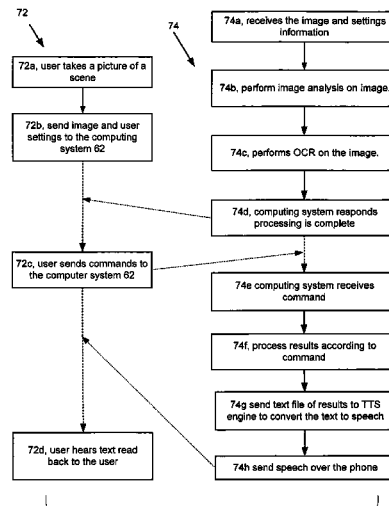 72
72a, user takes a picture of a
scene
72b, send image and user
settings to the computing
system 62
72c, user sends commands to
the computer system 62
72d, user hears text read
back to the user
74
74a, receives the image and settings
information
74b, perform image analysis on image.
74c, performs OCR on the image.
74d, computing system responds
processing is complete
74e computing system receives
command
74f, process results according to
command
74g send text file of results to TTS
engine to convert the text to speech
74h send speech over the phone